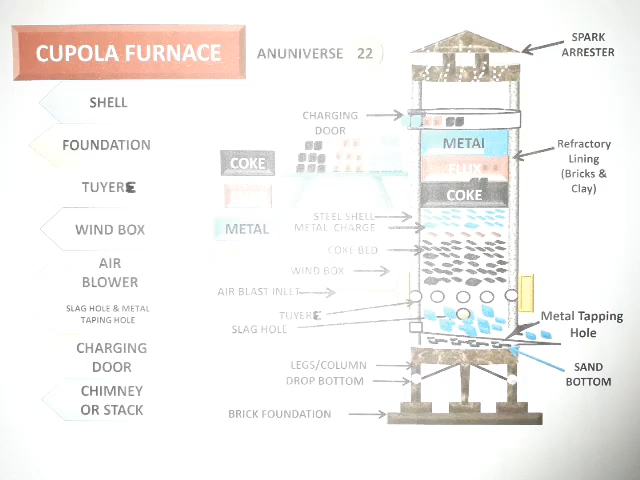 CUPOLA FURNACE
ANUNIVERSE 22
SHELL
FOUNDATION
TUYERE
WIND BOX
AIR
BLOWER
SLAG HOLE & METAL
TAPPING HOLE
CHARGING
DOOR
CHIMNEY
OR STACK
COKE
METAL
CHARGING
DOOR
STEEL SHELL
METAL CHARGE
COKE BED
WIND BOX
AIR BLAST INLET
TUYERE
SLAG HOLE
LEGS/COLUMN
DROP BOTTOM
BRICK FOUNDATION
METAL
FLUX
COKE
SPARK
ARRESTER
Refractory
Lining
(Bricks &
Clay)
Metal Tapping
Hole
SAND
BOTTOM